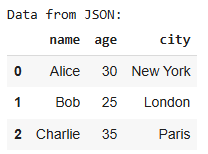 Data from JSON:
name age city
0 Alice 30 New York
1 Bob 25 London
2 Charlie 35 Paris